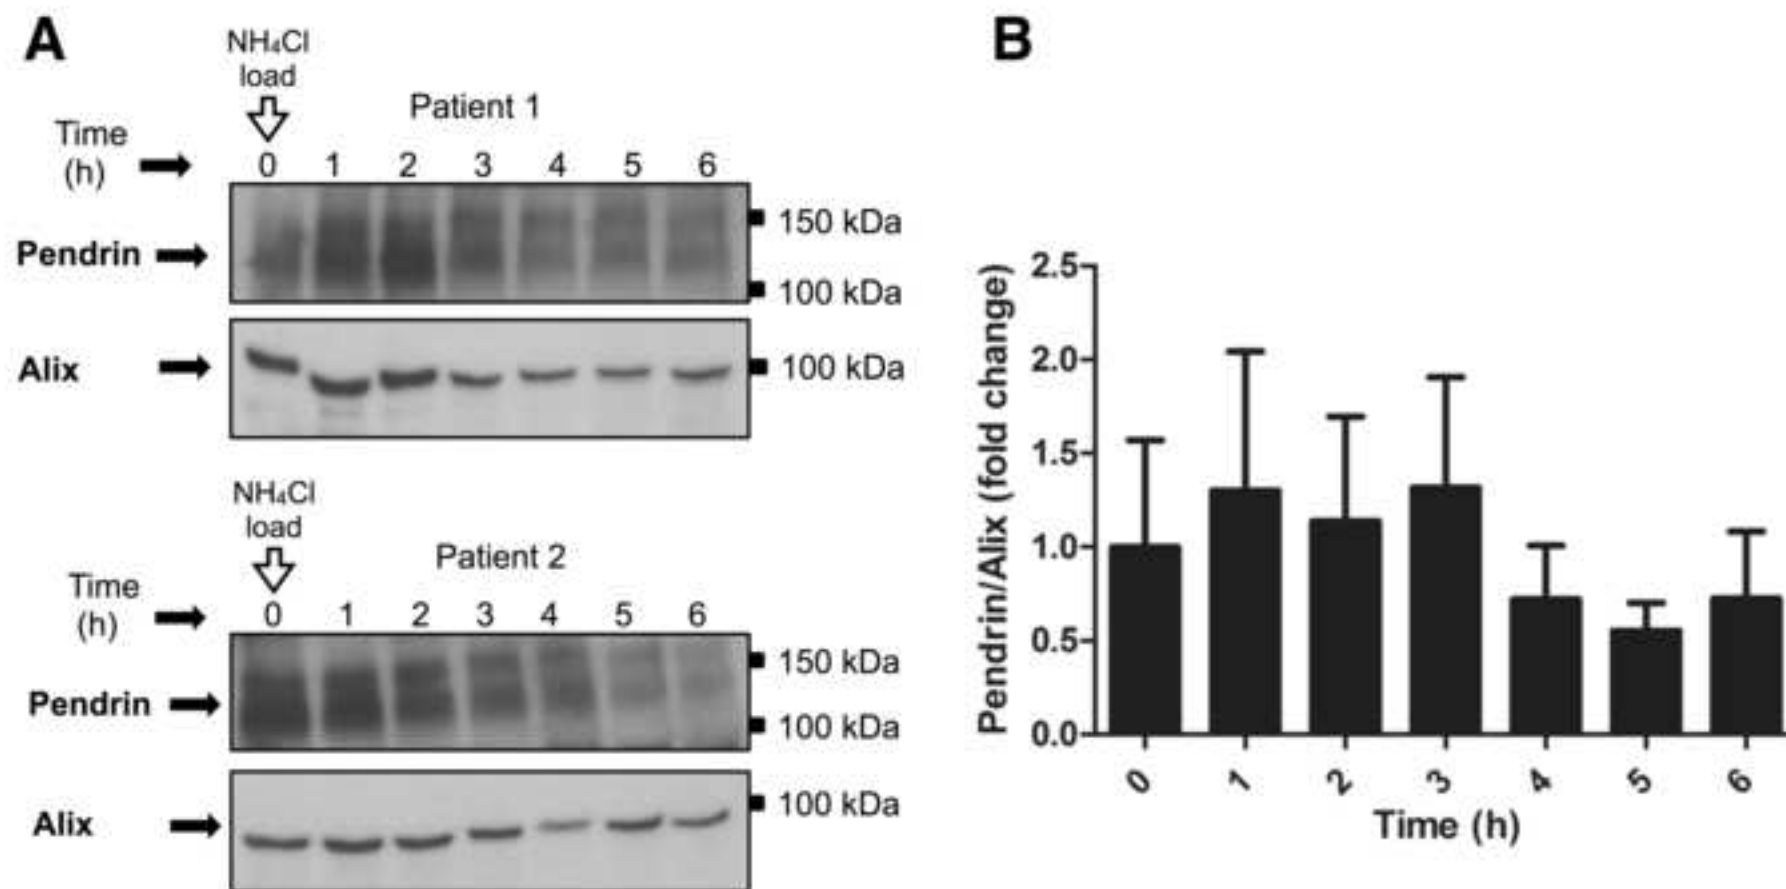 A
NH₄Cl
load
Patient 1
Time
(h)
0 1 2 3 4 5 6
150 kDa
Pendrin
100 kDa
Alix
100 kDa
NH₄Cl
load
Patient 2
Time
(h)
0 1 2 3 4 5 6
150 kDa
Pendrin
100 kDa
100 kDa
Alix
B
Pendrin/Alix (fold change)
2.5
2.0
1.5
1.0
0.5
0.0
0 1 2 3 4 5 6
Time (h)